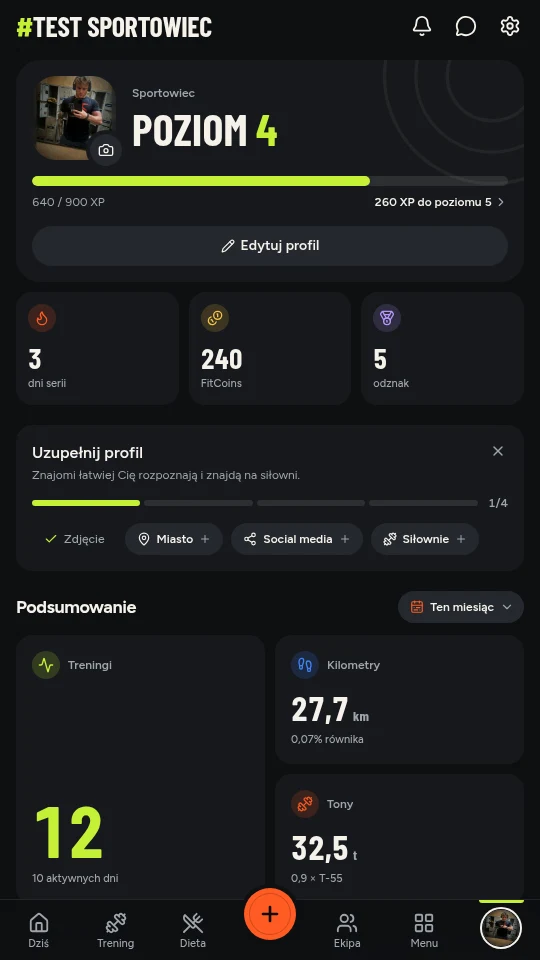 #TEST SPORTOWIEC
Sportowiec
POZIOM 4
640 / 900 XP
260 XP do poziomu 5
Edytuj profil
3
dni serii
240
FitCoins
5
odznak
Uzupełnij profil
Znajomi łatwiej Cię rozpoznają i znajdą na siłowni.
1/4
Zdjęcie
Miasto
Social media
Siłownie
Podsumowanie
Ten miesiąc
Treningi
12
10 aktywnych dni
Kilometry
27,7 km
0,07% równika
Tony
32,5 t
0,9 × T-55
Dziś
Trening
Dieta
Ekipa
Menu